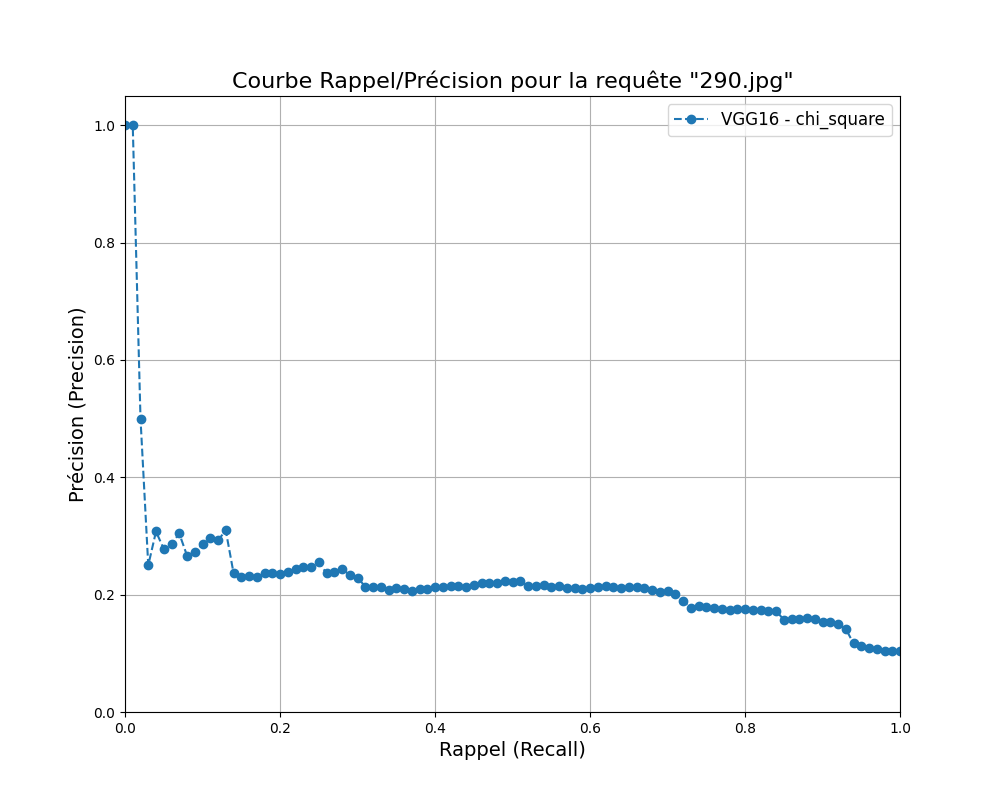 Courbe Rappel/Précision pour la requête "290.jpg"
VGG16 - chi_square
1.0
0.8
0.6
0.4
0.2
0.0
Précision (Precision)
0.0 0.2 0.4 0.6 0.8 1.0
Rappel (Recall)